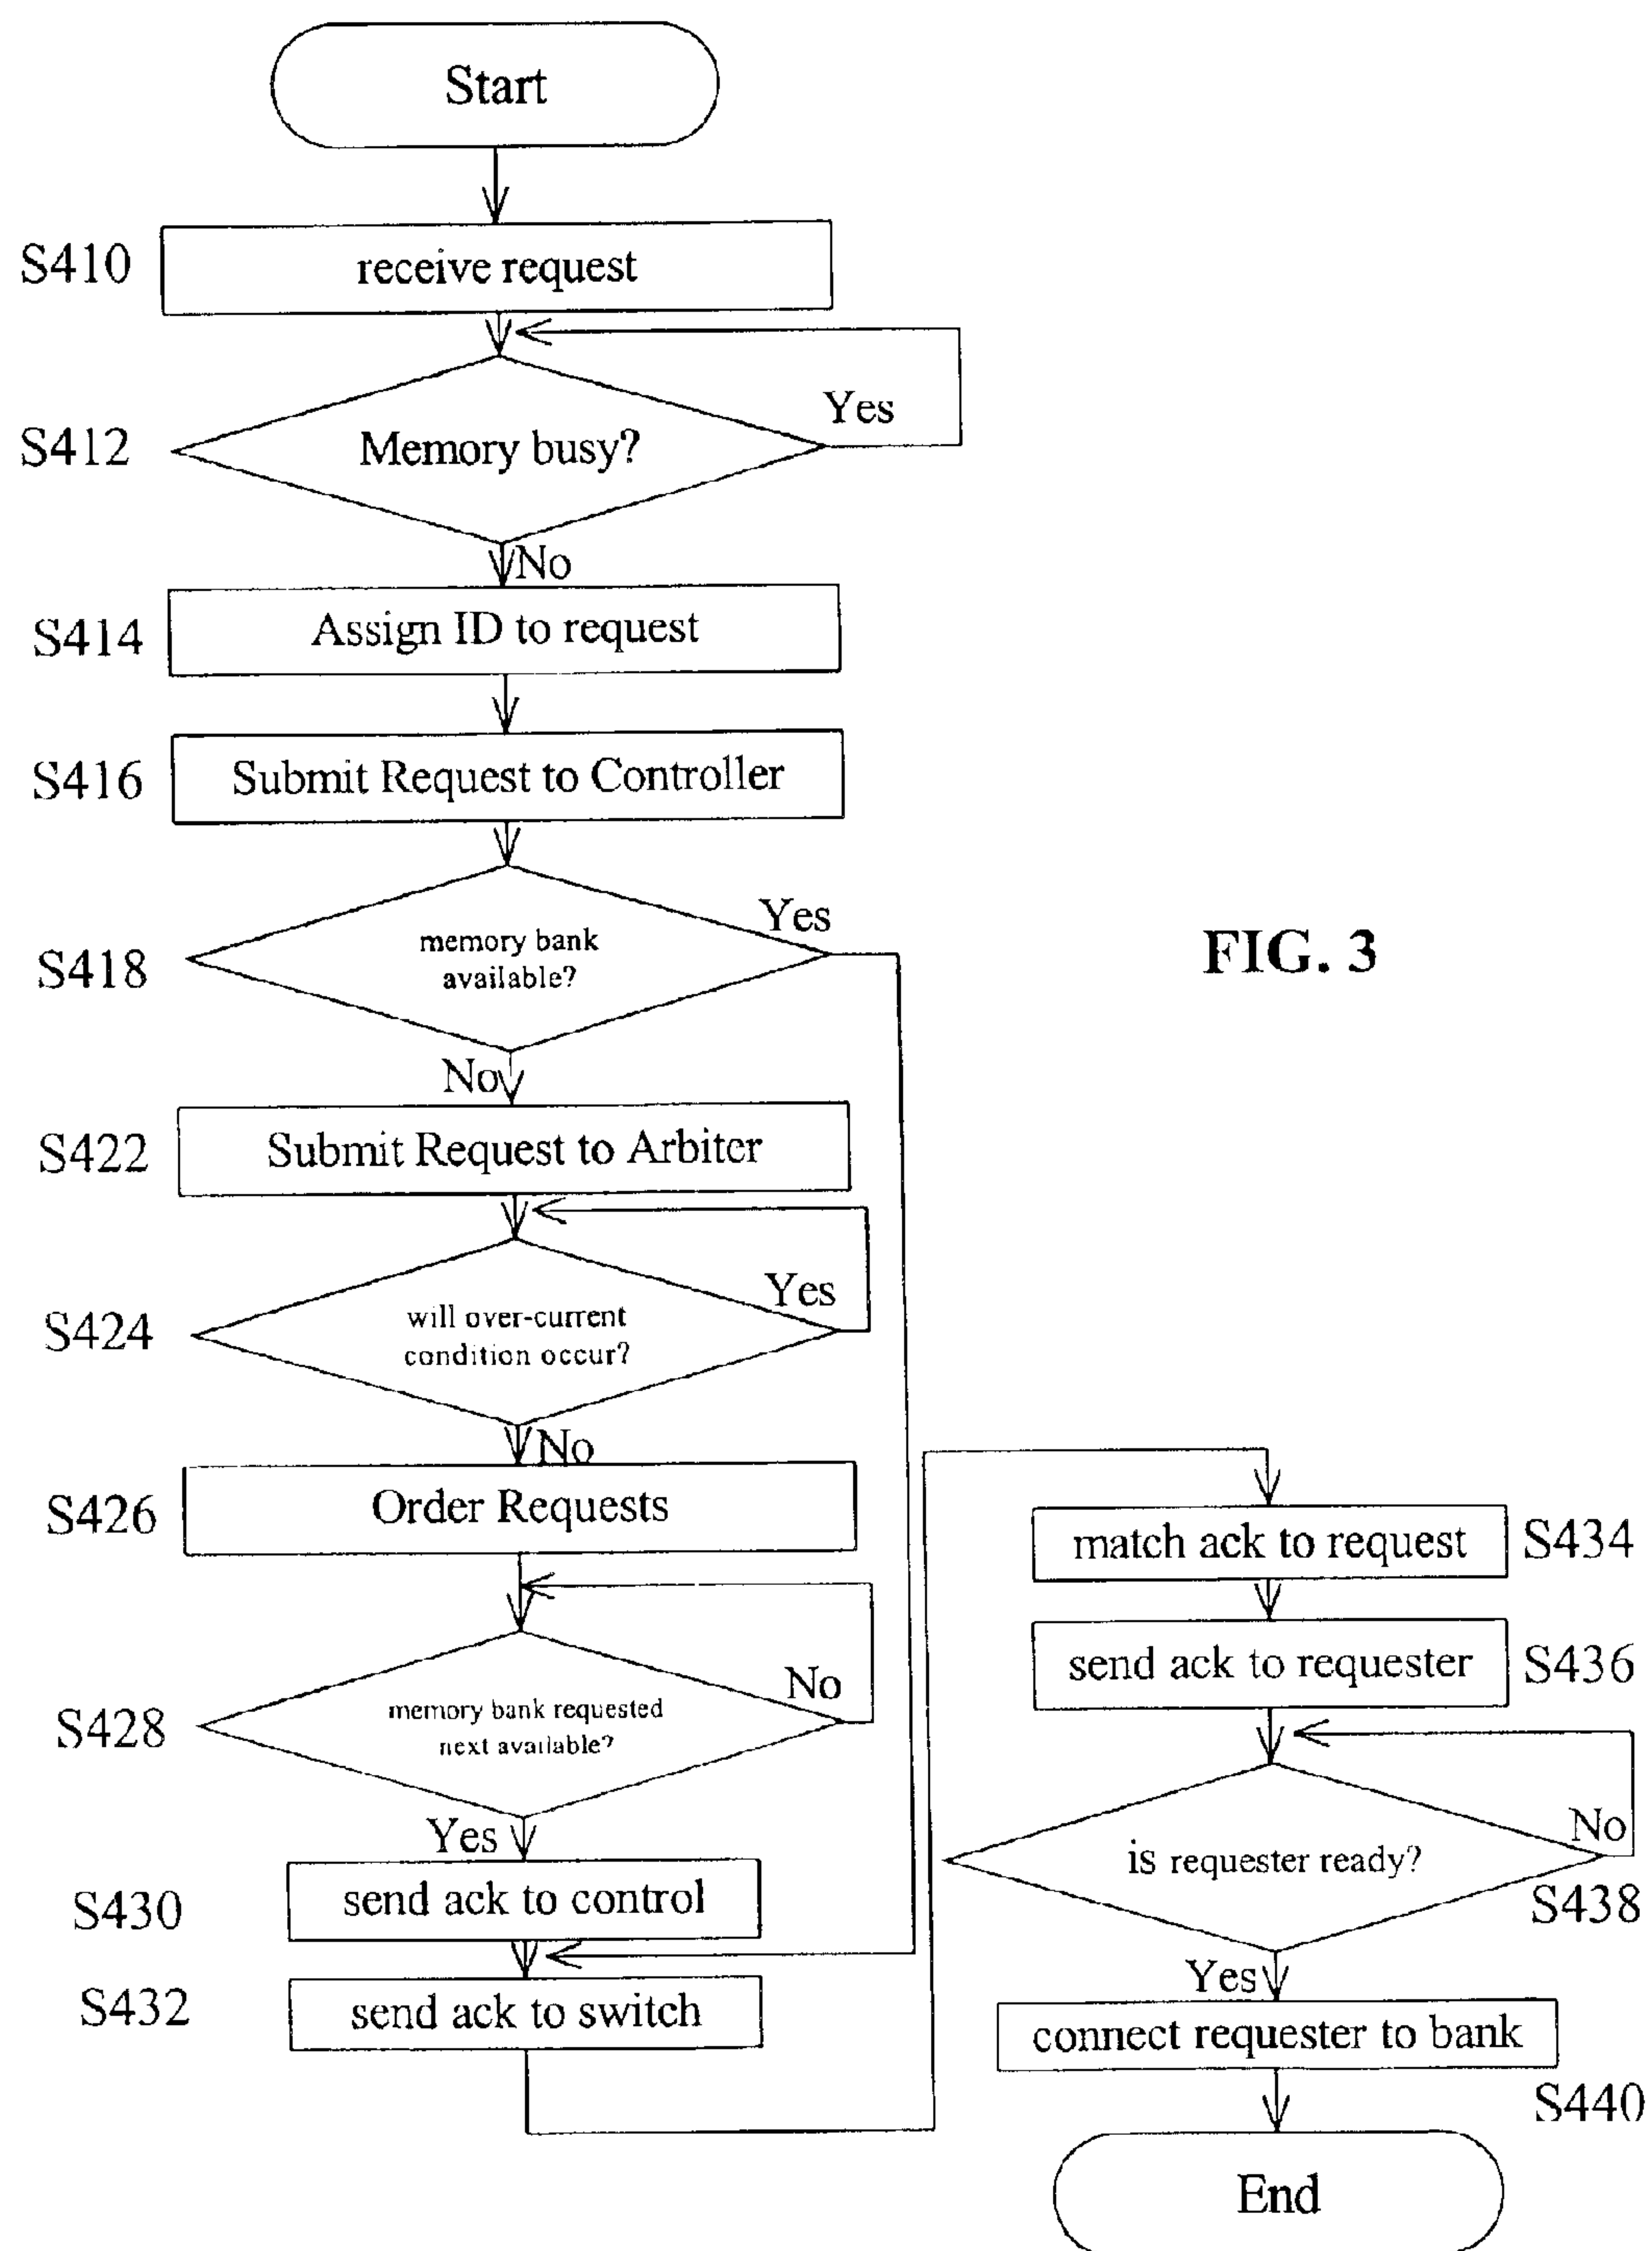 Start
S410
receive request
Yes
S412
Memory busy?
No
S414
Assign ID to request
S416
Submit Request to Controller
Yes
S418
memory bank
available?
FIG. 3
No
S422
Submit Request to Arbiter
Yes
S424
will over-current
condition occur?
No
S426
Order Requests
No
S428
memory bank requested
next available?
Yes
S430
send ack to control
S432
send ack to switch
match ack to request
S434
send ack to requester
S436
No
is requester ready?
S438
Yes
connect requester to bank
S440
End